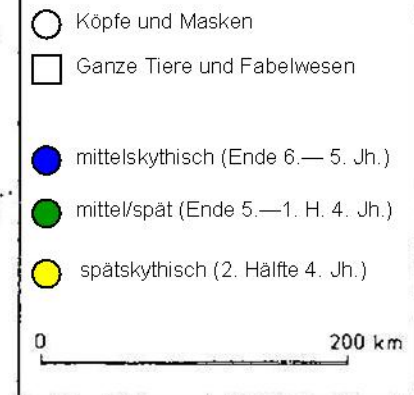 Köpfe und Masken
Ganze Tiere und Fabelwesen
mittelskythisch (Ende 6.— 5. Jh.)
mittel/spät (Ende 5.—1. H. 4. Jh.)
spätskythisch (2. Hälfte 4. Jh.)
0 200 km